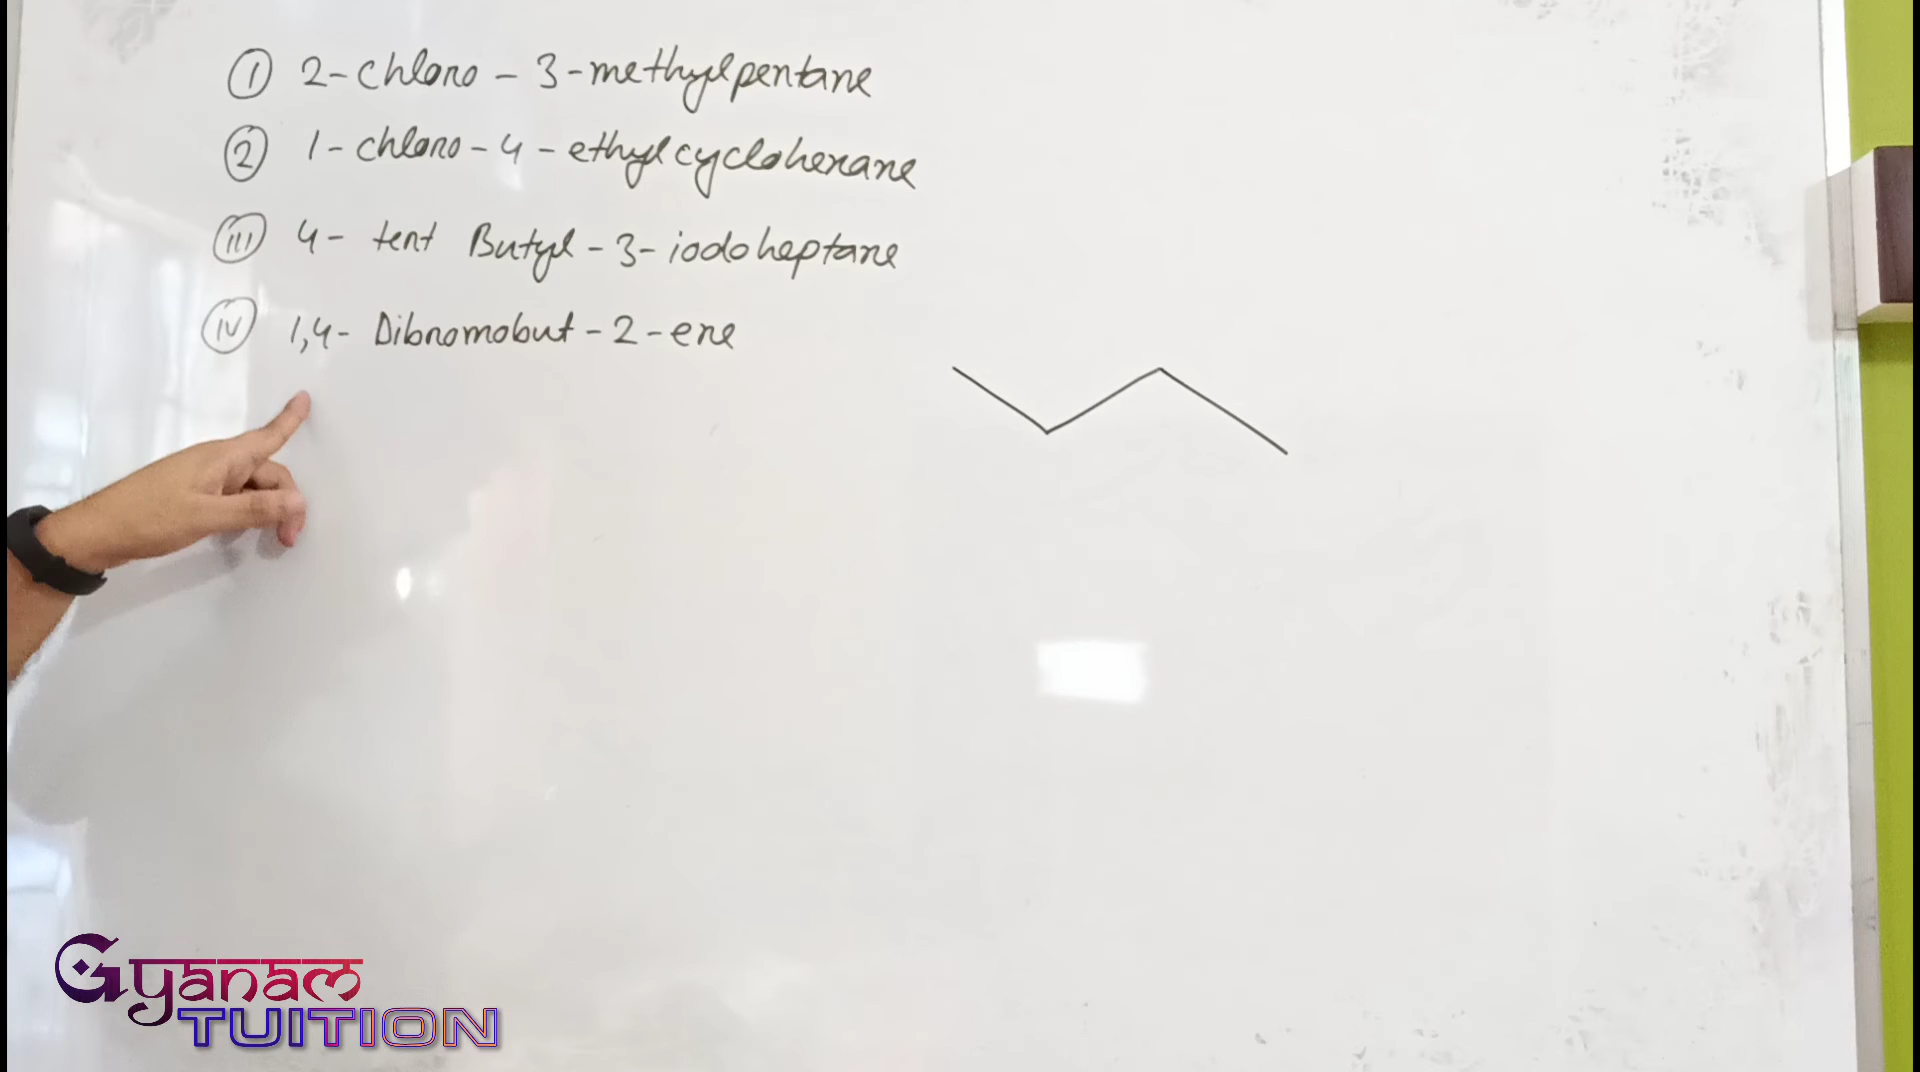 ① 2-chloro-3-methylpentane
② 1-chloro-4-ethylcyclohexane
ⅲ 4-tert Butyl-3-iodoheptane
ⅳ 1,4-Dibromobut-2-ene
Gyanam
TUITION